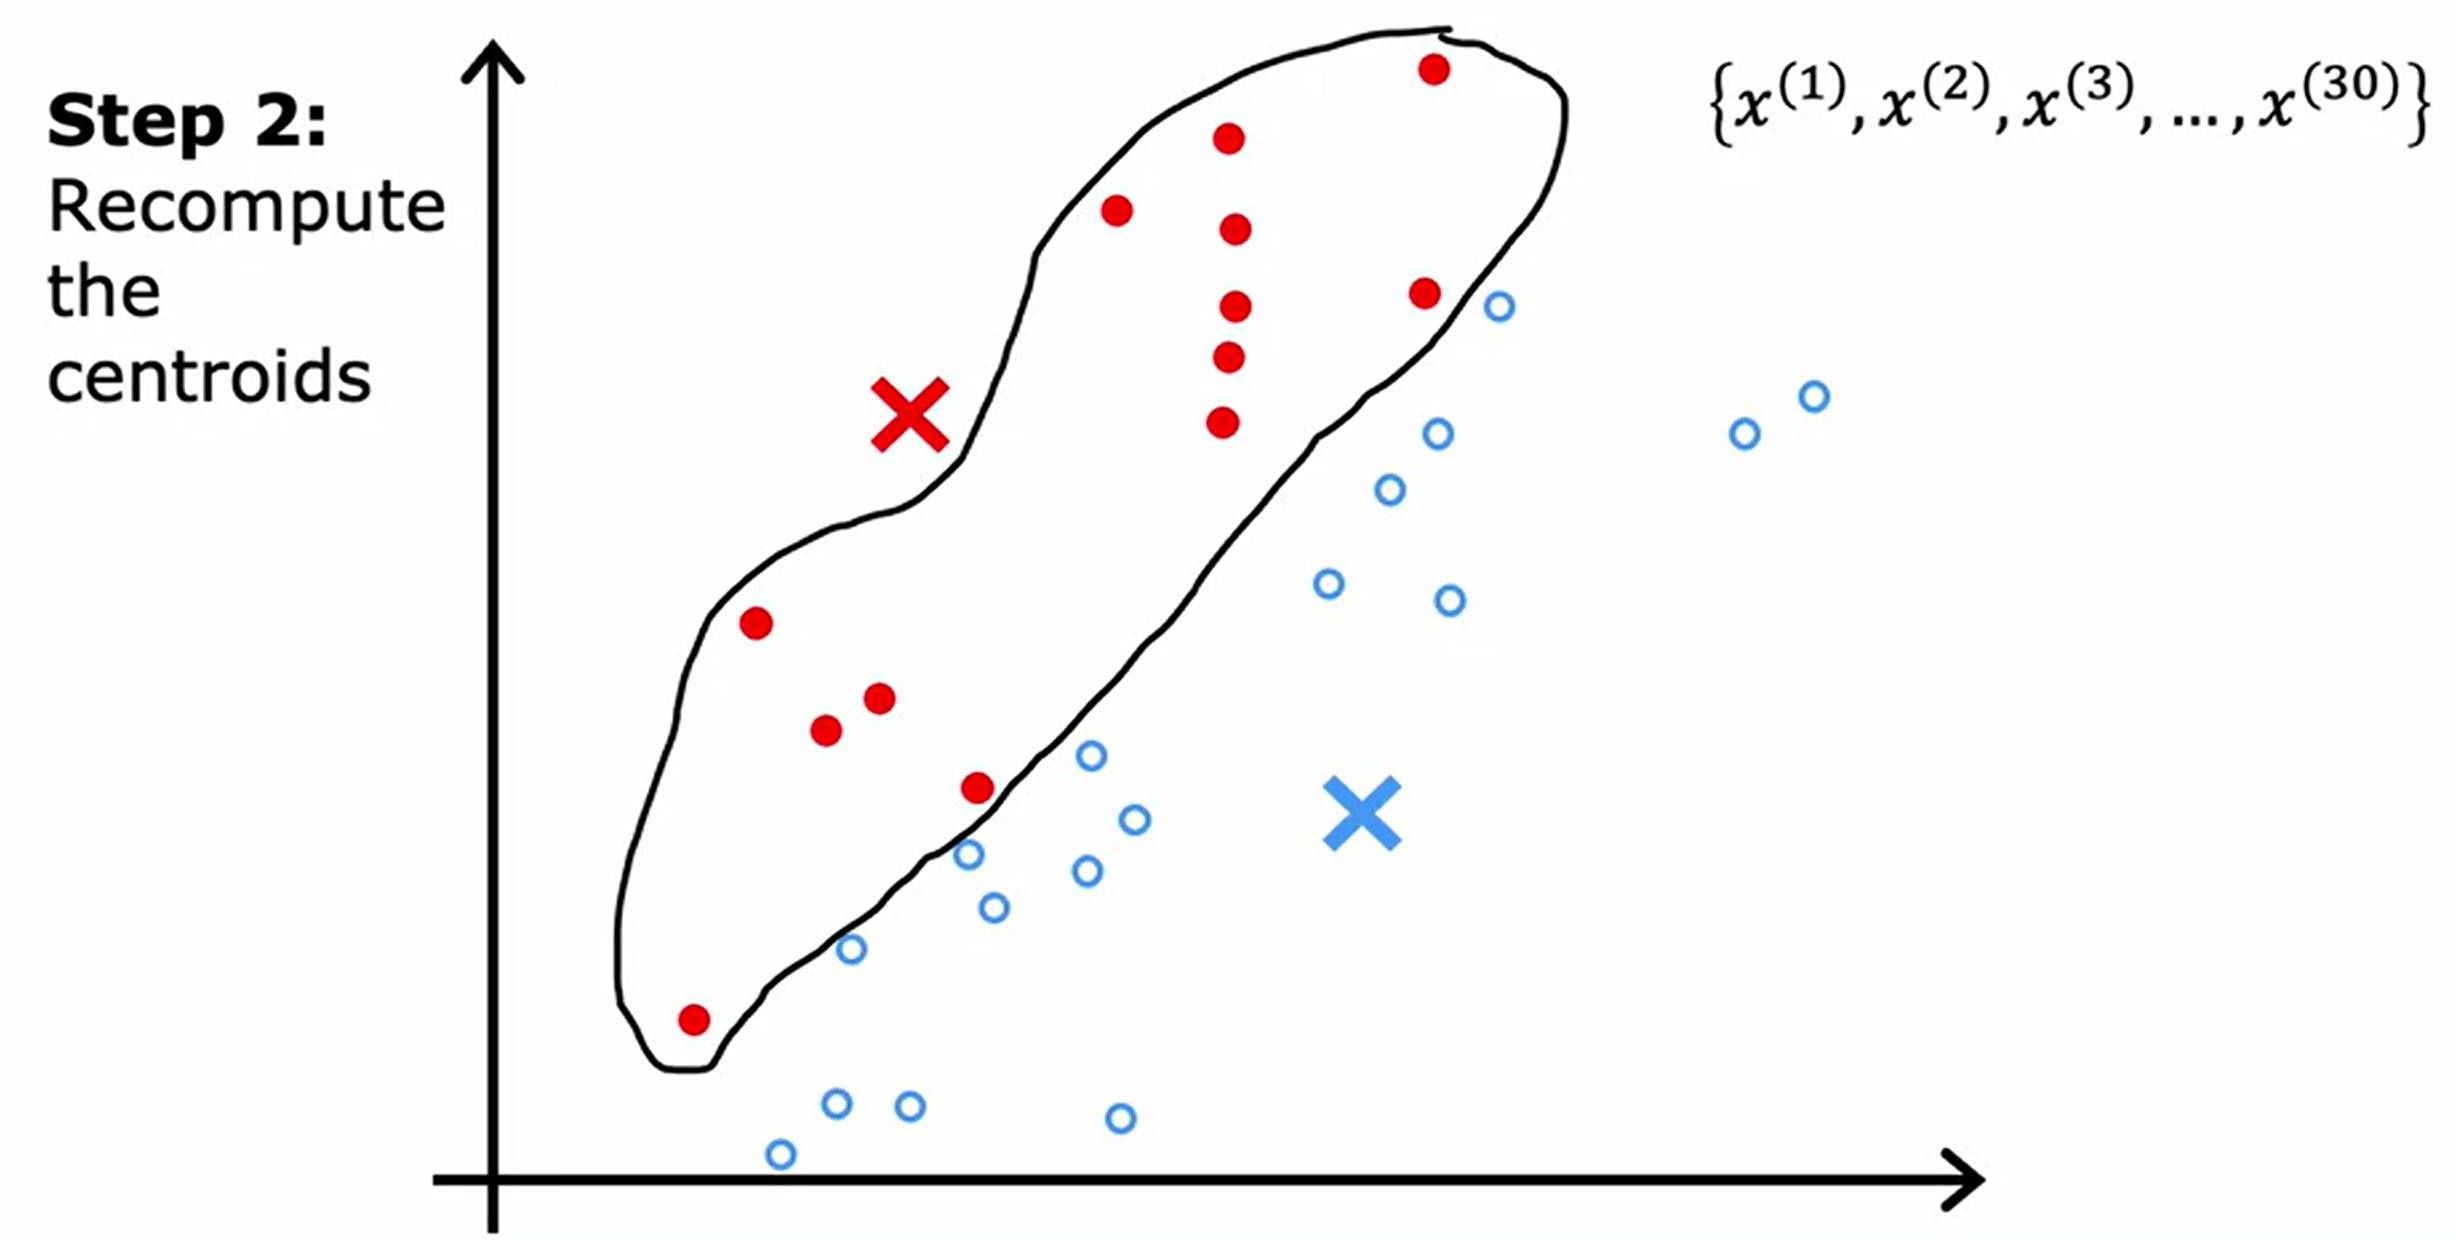 Step 2:
Recompute
the
centroids
{x^(1), x^(2), x^(3), ..., x^(30)}